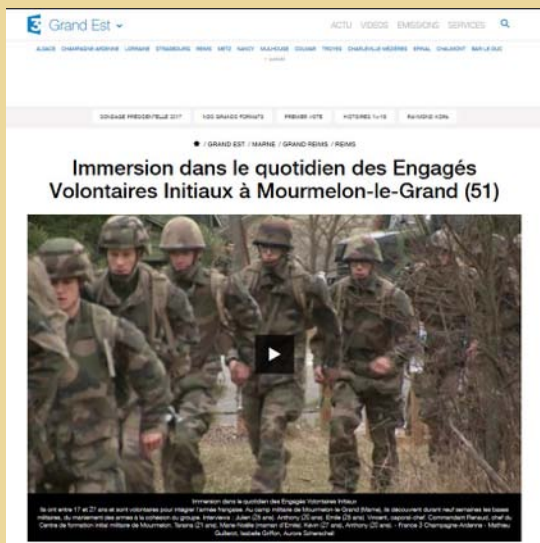 3 Grand Est
ACTU VIDEOS EMISSIONS SERVICES
ALSACE CHAMPAGNE-ARDENNE LORRAINE STRASBOURG REIMS METZ NANCY MULHOUSE COLMAR TROYES CHARLEVILLE-MÉZIÈRES EPINAL CHAUMONT BAR-LE-DUC
SONDAGE PRÉSIDENTIELLE 2017 NOS GRANDS FORMATS PREMIER VOTE HISTOIRES 14-18
/ GRAND EST / MARNE / GRAND REIMS / REIMS
Immersion dans le quotidien des Engagés
Volontaires Initiaux à Mourmelon-le-Grand (51)
Immersion dans le quotidien des Engagés Volontaires Initiaux
Ils ont entre 17 et 27 ans et sont volontaires pour intégrer l'armée française. Au camp militaire de Mourmelon-le-Grand (Marne), ils découvrent durant neuf semaines les bases
militaires, du maniement des armes à la cohésion du groupe. Interviews : Julien (25 ans), Anthony (20 ans), Emile (25 ans), Vincent, caporal-chef, Commandant Renaud, chef du
Centre de formation initial militaire de Mourmelon, (21 ans), Marie-Noëlle (maman d'Emile), Kévin (27 ans), Anthony (20 ans). - France 3 Champagne-Ardenne - Mathieu
Guillerot, Isabelle Griffon, Aurore